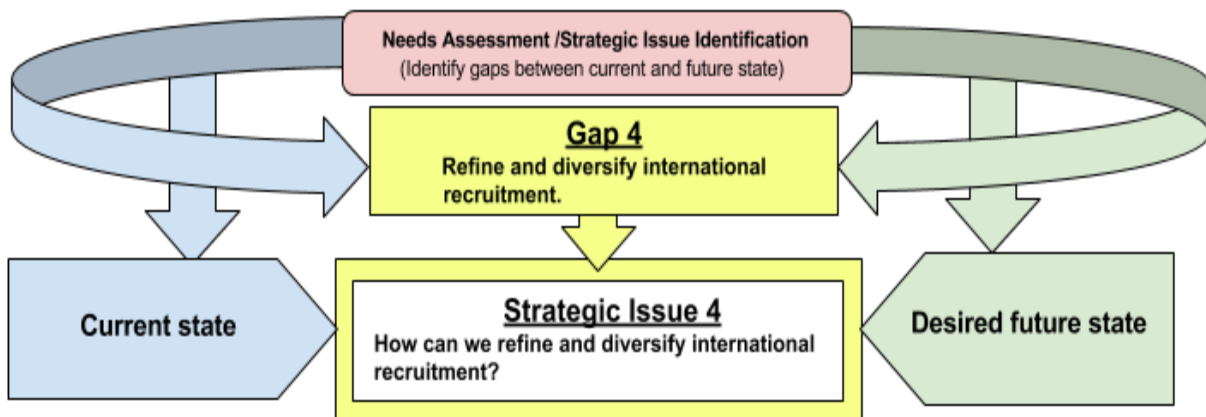 Needs Assessment /Strategic Issue Identification
(Identify gaps between current and future state)
Gap 4
Refine and diversify international
recruitment.
Current state
Strategic Issue 4
How can we refine and diversify international
recruitment?
Desired future state